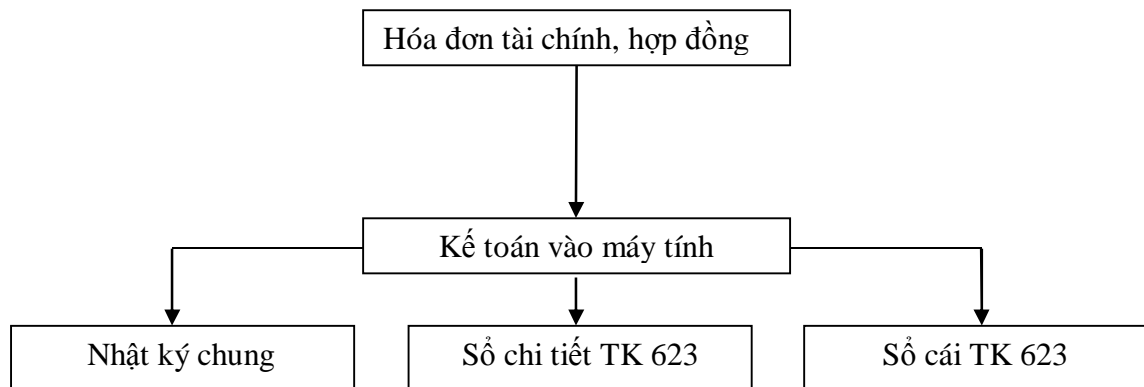 Hóa đơn tài chính, hợp đồng
Kế toán vào máy tính
Nhật ký chung
Sổ chi tiết TK 623
Sổ cái TK 623